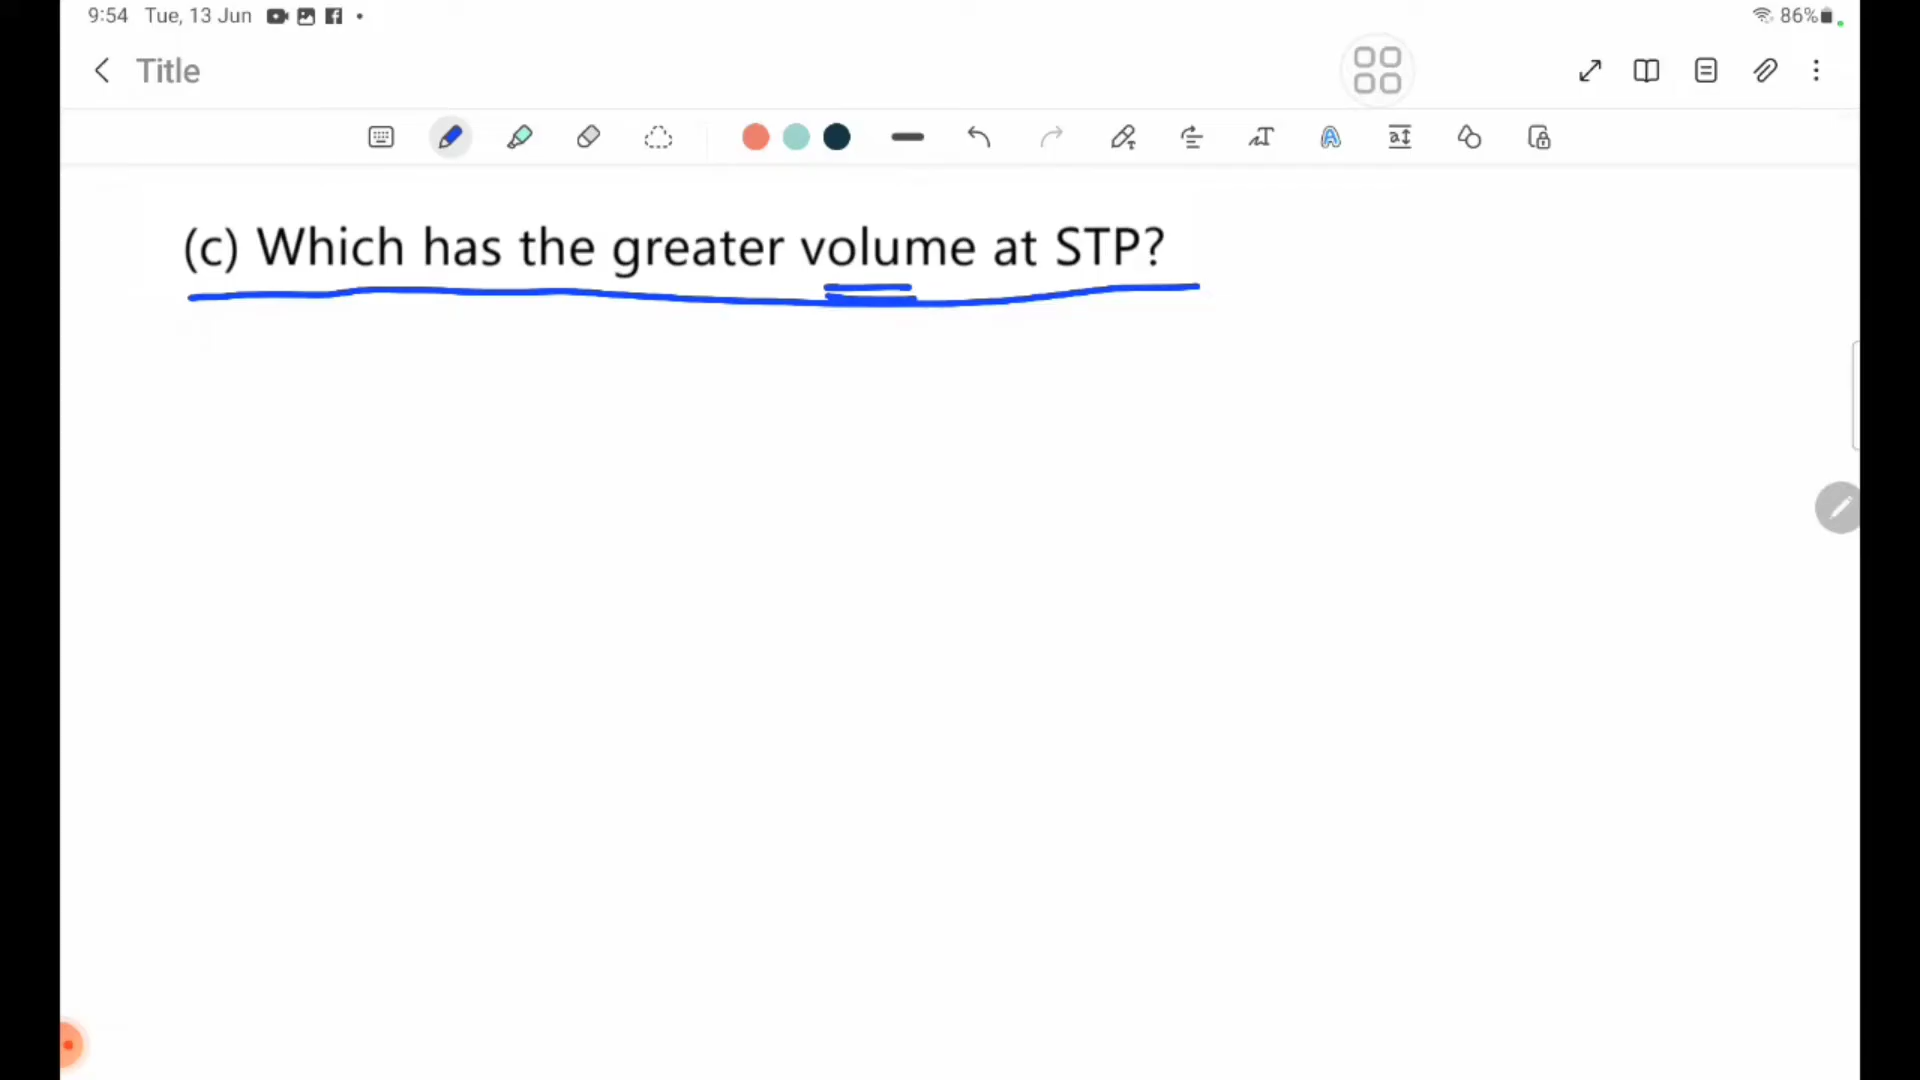 9:54 Tue, 13 Jun 86%
Title
(c) Which has the greater volume at STP?